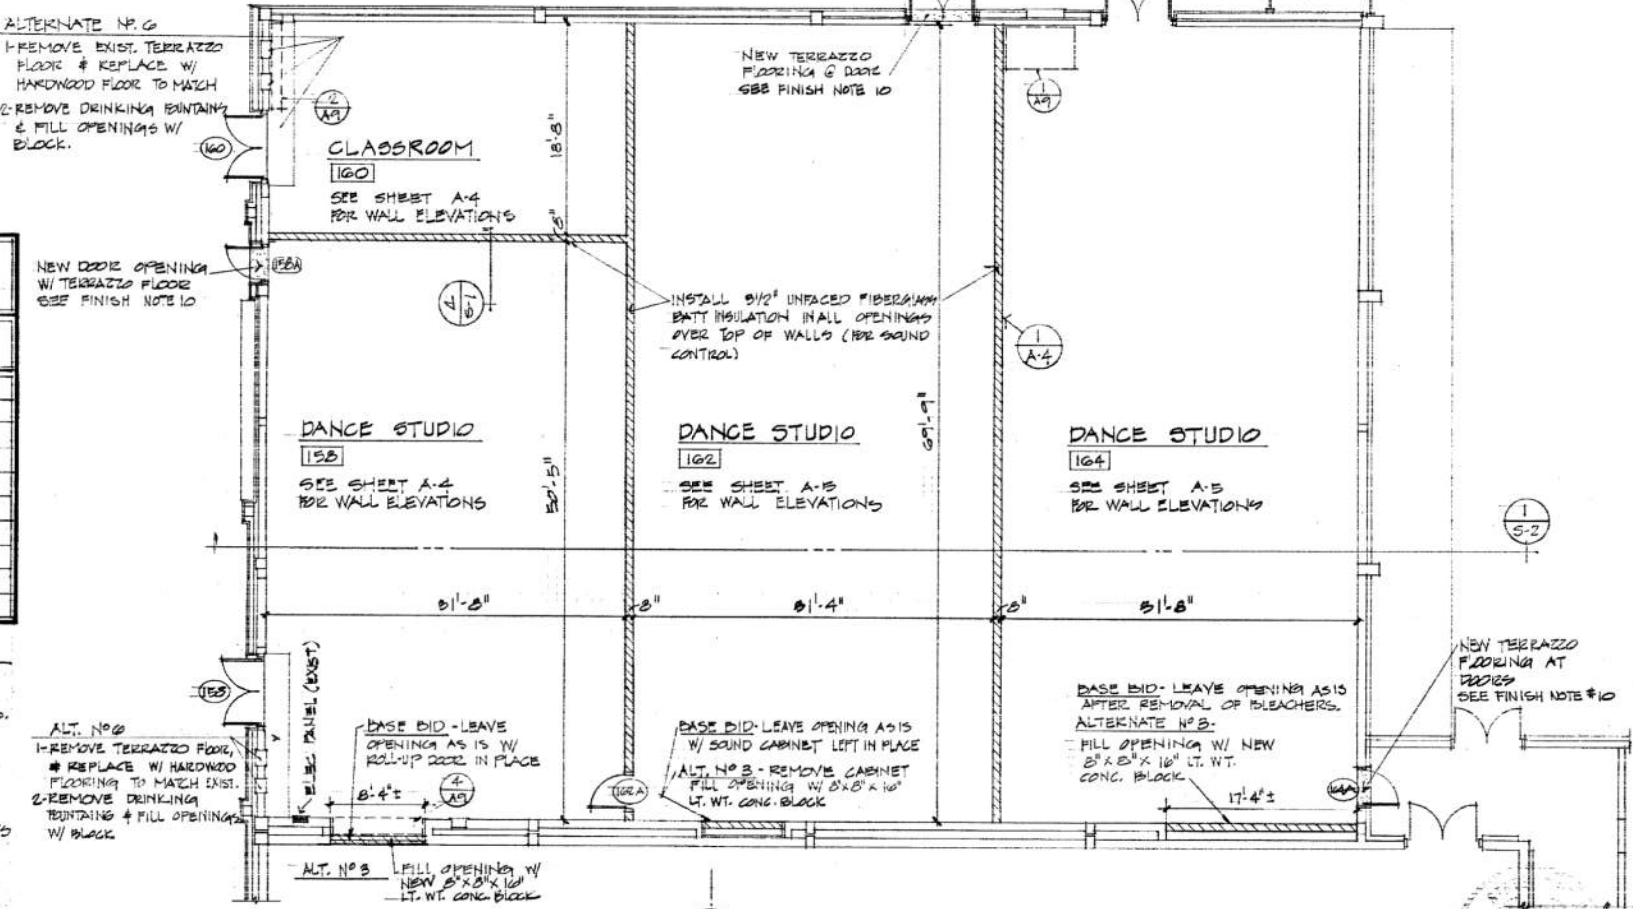 ALTERNATE Nº. 6
1-REMOVE EXIST. TERRAZZO
FLOOR & REPLACE W/
HARDWOOD FLOOR TO MATCH
2-REMOVE DRINKING FOUNTAINS
& FILL OPENINGS W/
BLOCK.
160
2
A9
CLASSROOM
160
SEE SHEET A-4
FOR WALL ELEVATIONS
18'-8"
8"
NEW TERRAZZO
FLOORING @ DOOR
SEE FINISH NOTE 10
1
A9
NEW DOOR OPENING
W/ TERRAZZO FLOOR
SEE FINISH NOTE 10
158A
4
S-1
INSTALL 3 1/2" UNFACED FIBERGLASS
BATT INSULATION IN ALL OPENINGS
OVER TOP OF WALLS (FOR SOUND
CONTROL)
1
A-4
DANCE STUDIO
158
SEE SHEET A-4
FOR WALL ELEVATIONS
50'-5"
DANCE STUDIO
162
SEE SHEET A-5
FOR WALL ELEVATIONS
69'-9"
DANCE STUDIO
164
SEE SHEET A-5
FOR WALL ELEVATIONS
1
S-2
31'-8"
8"
31'-4"
8"
31'-8"
158
ELEC. PANEL (EXIST)
ALT. Nº 6
1-REMOVE TERRAZZO FLOOR,
& REPLACE W/ HARDWOOD
FLOORING TO MATCH EXIST.
2-REMOVE DRINKING
FOUNTAINS & FILL OPENINGS
W/ BLOCK
BASE BID - LEAVE
OPENING AS IS W/
ROLL-UP DOOR IN PLACE
8'-4" ±
4
A9
162A
BASE BID- LEAVE OPENING AS IS
W/ SOUND CABINET LEFT IN PLACE
ALT. Nº 3 - REMOVE CABINET
FILL OPENING W/ 8"x8" x 16"
LT. WT. CONC. BLOCK
BASE BID- LEAVE OPENING AS IS
AFTER REMOVAL OF BLEACHERS.
ALTERNATE Nº 3-
FILL OPENING W/ NEW
8" x 8" x 16" LT. WT.
CONC. BLOCK
17'-4" ±
164A
NEW TERRAZZO
FLOORING AT
DOORS
SEE FINISH NOTE #10
ALT. Nº 3
FILL OPENING W/
NEW 8"x8"x16"
LT. WT. CONC. BLOCK